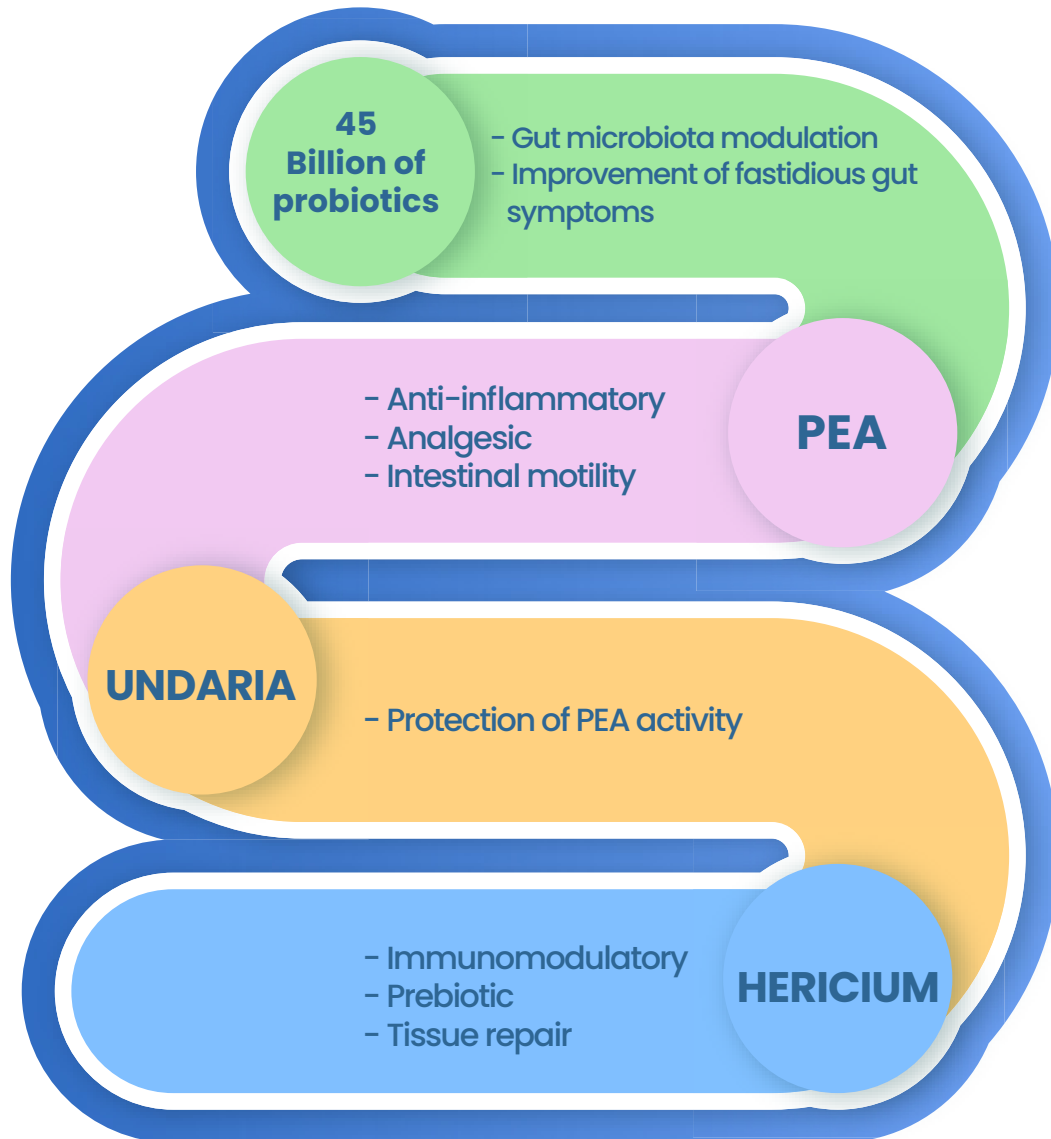 45
Billion of
probiotics
- Gut microbiota modulation
- Improvement of fastidious gut
symptoms
- Anti-inflammatory
- Analgesic
- Intestinal motility
PEA
UNDARIA
- Protection of PEA activity
- Immunomodulatory
- Prebiotic
- Tissue repair
HERICIUM